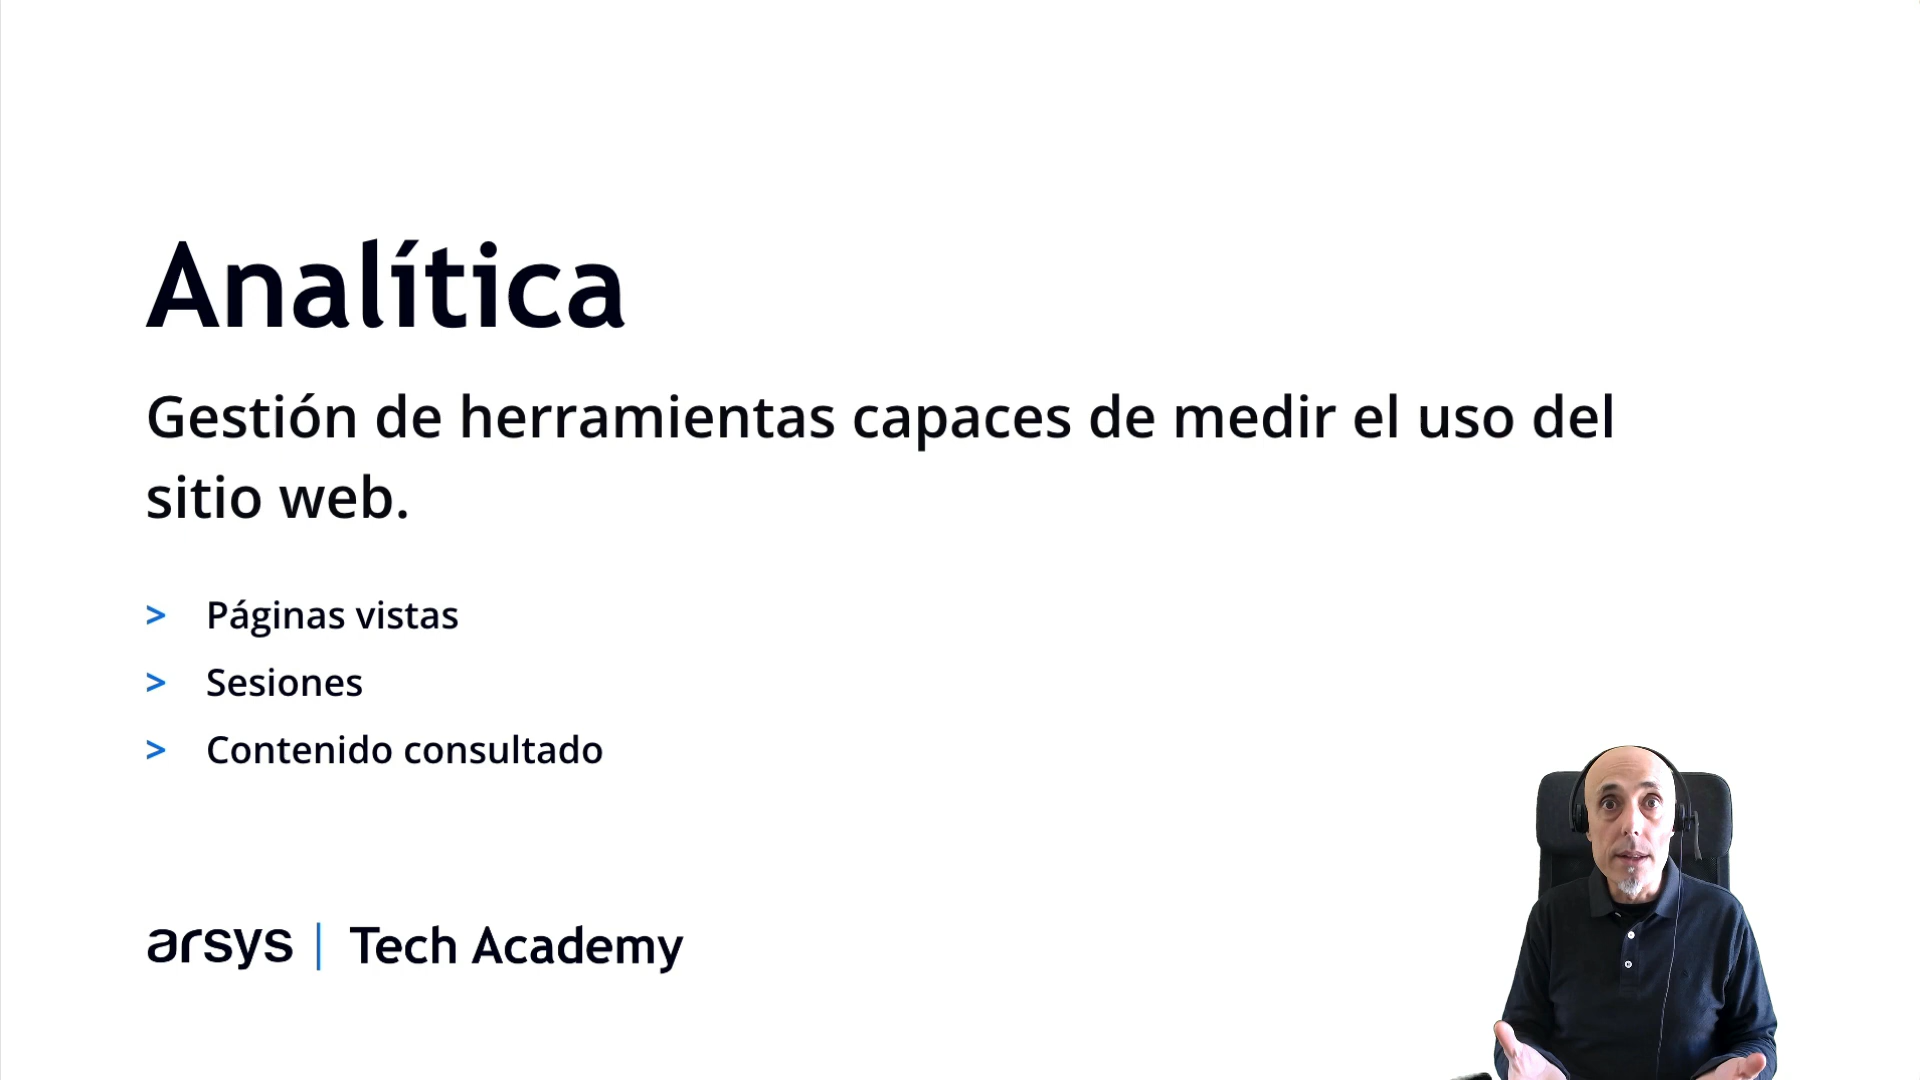 Analítica
Gestión de herramientas capaces de medir el uso del
sitio web.
> Páginas vistas
> Sesiones
> Contenido consultado
arsys | Tech Academy